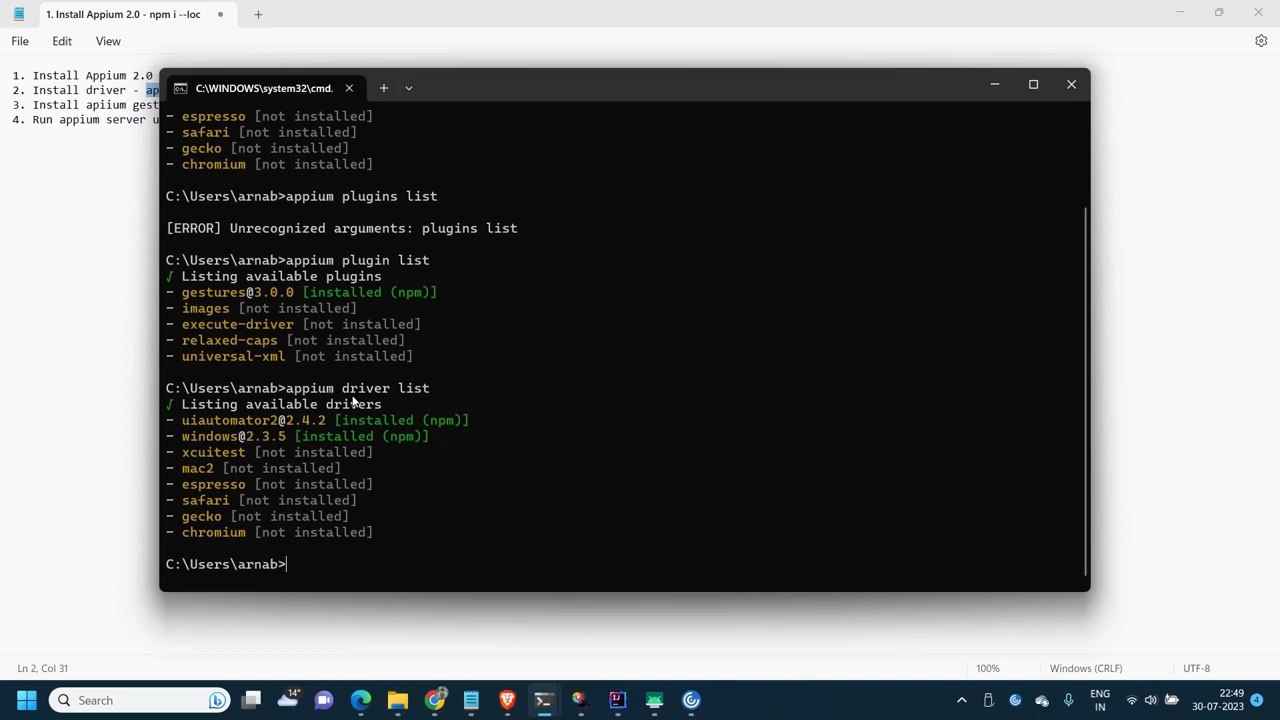 1. Install Appium 2.0 - npm i --loc
File Edit View
1. Install Appium 2.0
2. Install driver - ap
3. Install apiium gest
4. Run appium server u
C:\WINDOWS\system32\cmd.
- espresso [not installed]
- safari [not installed]
- gecko [not installed]
- chromium [not installed]
C:\Users\arnab>appium plugins list
[ERROR] Unrecognized arguments: plugins list
C:\Users\arnab>appium plugin list
√ Listing available plugins
- gestures@3.0.0 [installed (npm)]
- images [not installed]
- execute-driver [not installed]
- relaxed-caps [not installed]
- universal-xml [not installed]
C:\Users\arnab>appium driver list
√ Listing available drivers
- uiautomator2@2.4.2 [installed (npm)]
- windows@2.3.5 [installed (npm)]
- xcuitest [not installed]
- mac2 [not installed]
- espresso [not installed]
- safari [not installed]
- gecko [not installed]
- chromium [not installed]
C:\Users\arnab>
Ln 2, Col 31 100% Windows (CRLF) UTF-8
Search 14° ENG 22:49
IN 30-07-2023 4